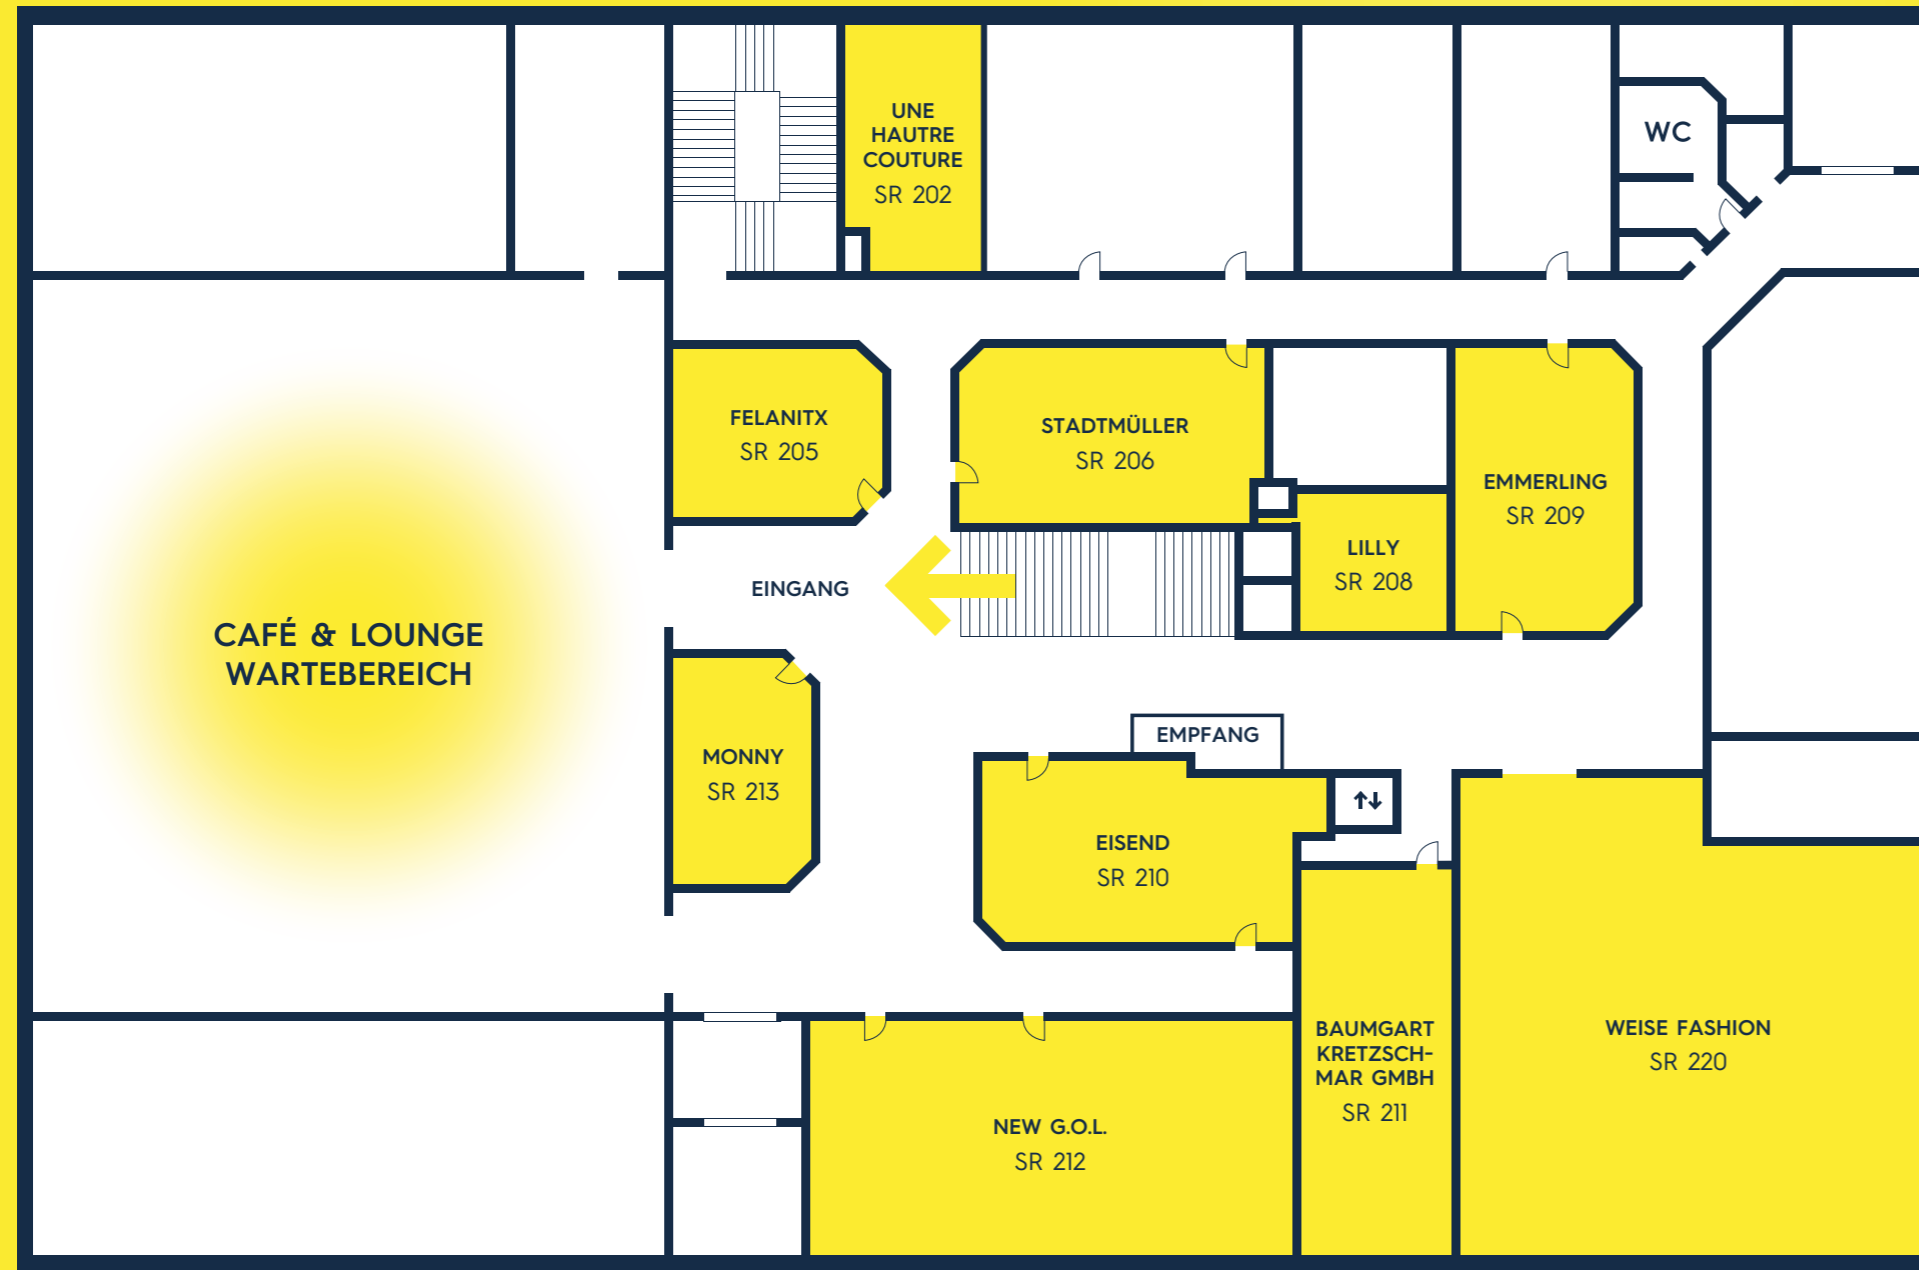 UNE
HAUTRE
COUTURE
SR 202
WC
FELANITX
SR 205
STADTMÜLLER
SR 206
EMMERLING
SR 209
LILLY
SR 208
EINGANG
CAFÉ & LOUNGE
WARTEBEREICH
MONNY
SR 213
EMPFANG
EISEND
SR 210
BAUMGART
KRETZSCH-
MAR GMBH
SR 211
WEISE FASHION
SR 220
NEW G.O.L.
SR 212